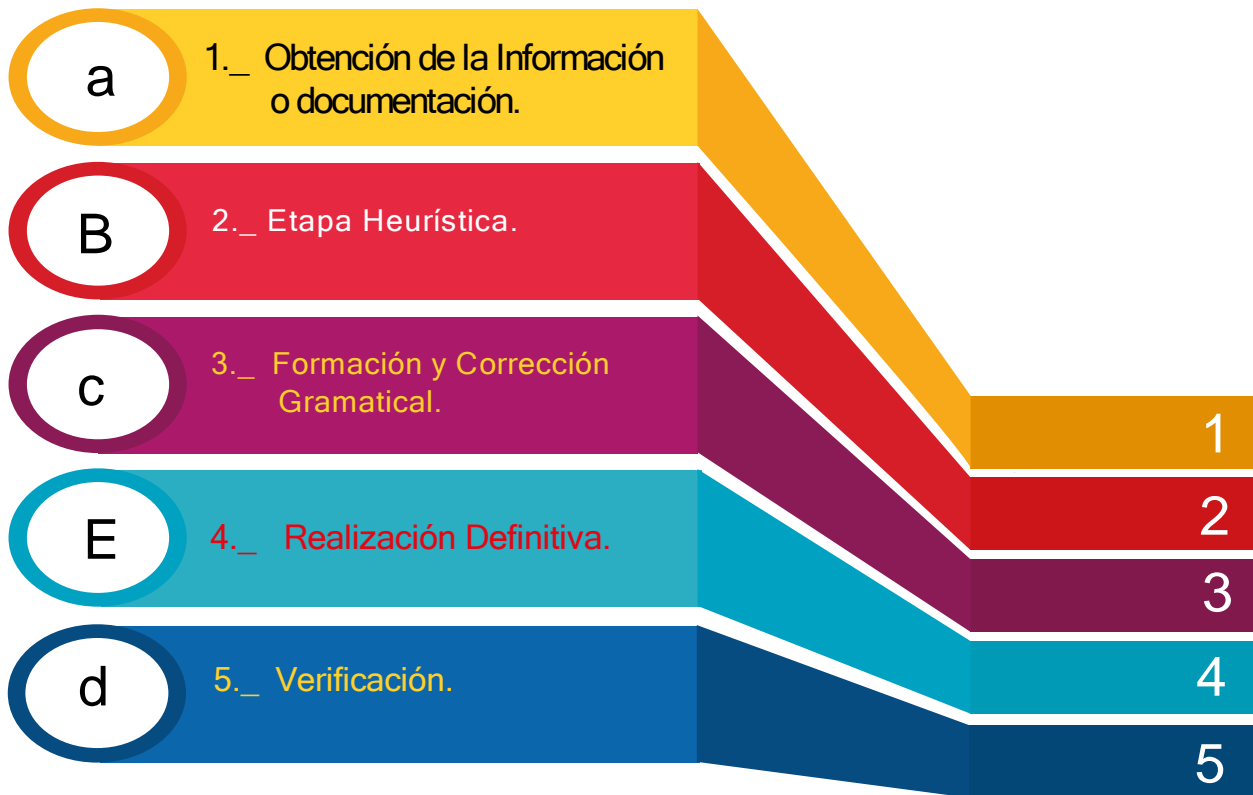 a
1._ Obtención de la Información
o documentación.
B
2._ Etapa Heurística.
c
3._ Formación y Corrección
Gramatical.
E
4._ Realización Definitiva.
d
5._ Verificación.
1
2
3
4
5